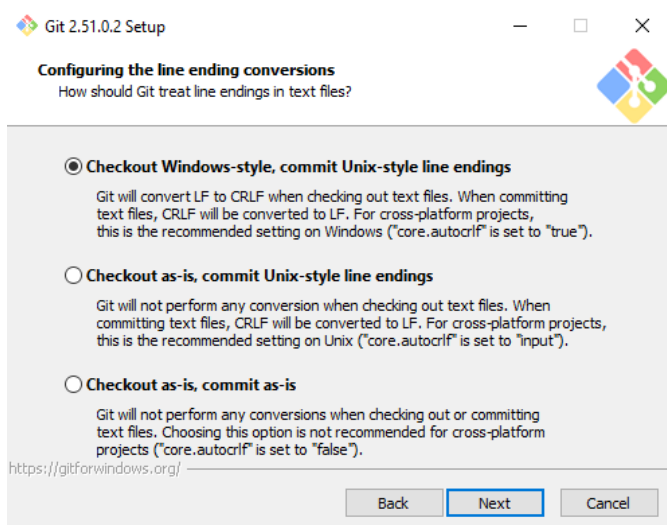 Git 2.51.0.2 Setup
Configuring the line ending conversions
How should Git treat line endings in text files?
Checkout Windows-style, commit Unix-style line endings
Git will convert LF to CRLF when checking out text files. When committing
text files, CRLF will be converted to LF. For cross-platform projects,
this is the recommended setting on Windows ("core.autocrlf" is set to "true").
Checkout as-is, commit Unix-style line endings
Git will not perform any conversion when checking out text files. When
committing text files, CRLF will be converted to LF. For cross-platform projects,
this is the recommended setting on Unix ("core.autocrlf" is set to "input").
Checkout as-is, commit as-is
Git will not perform any conversions when checking out or committing
text files. Choosing this option is not recommended for cross-platform
projects ("core.autocrlf" is set to "false").
https://gitforwindows.org/
Back Next Cancel